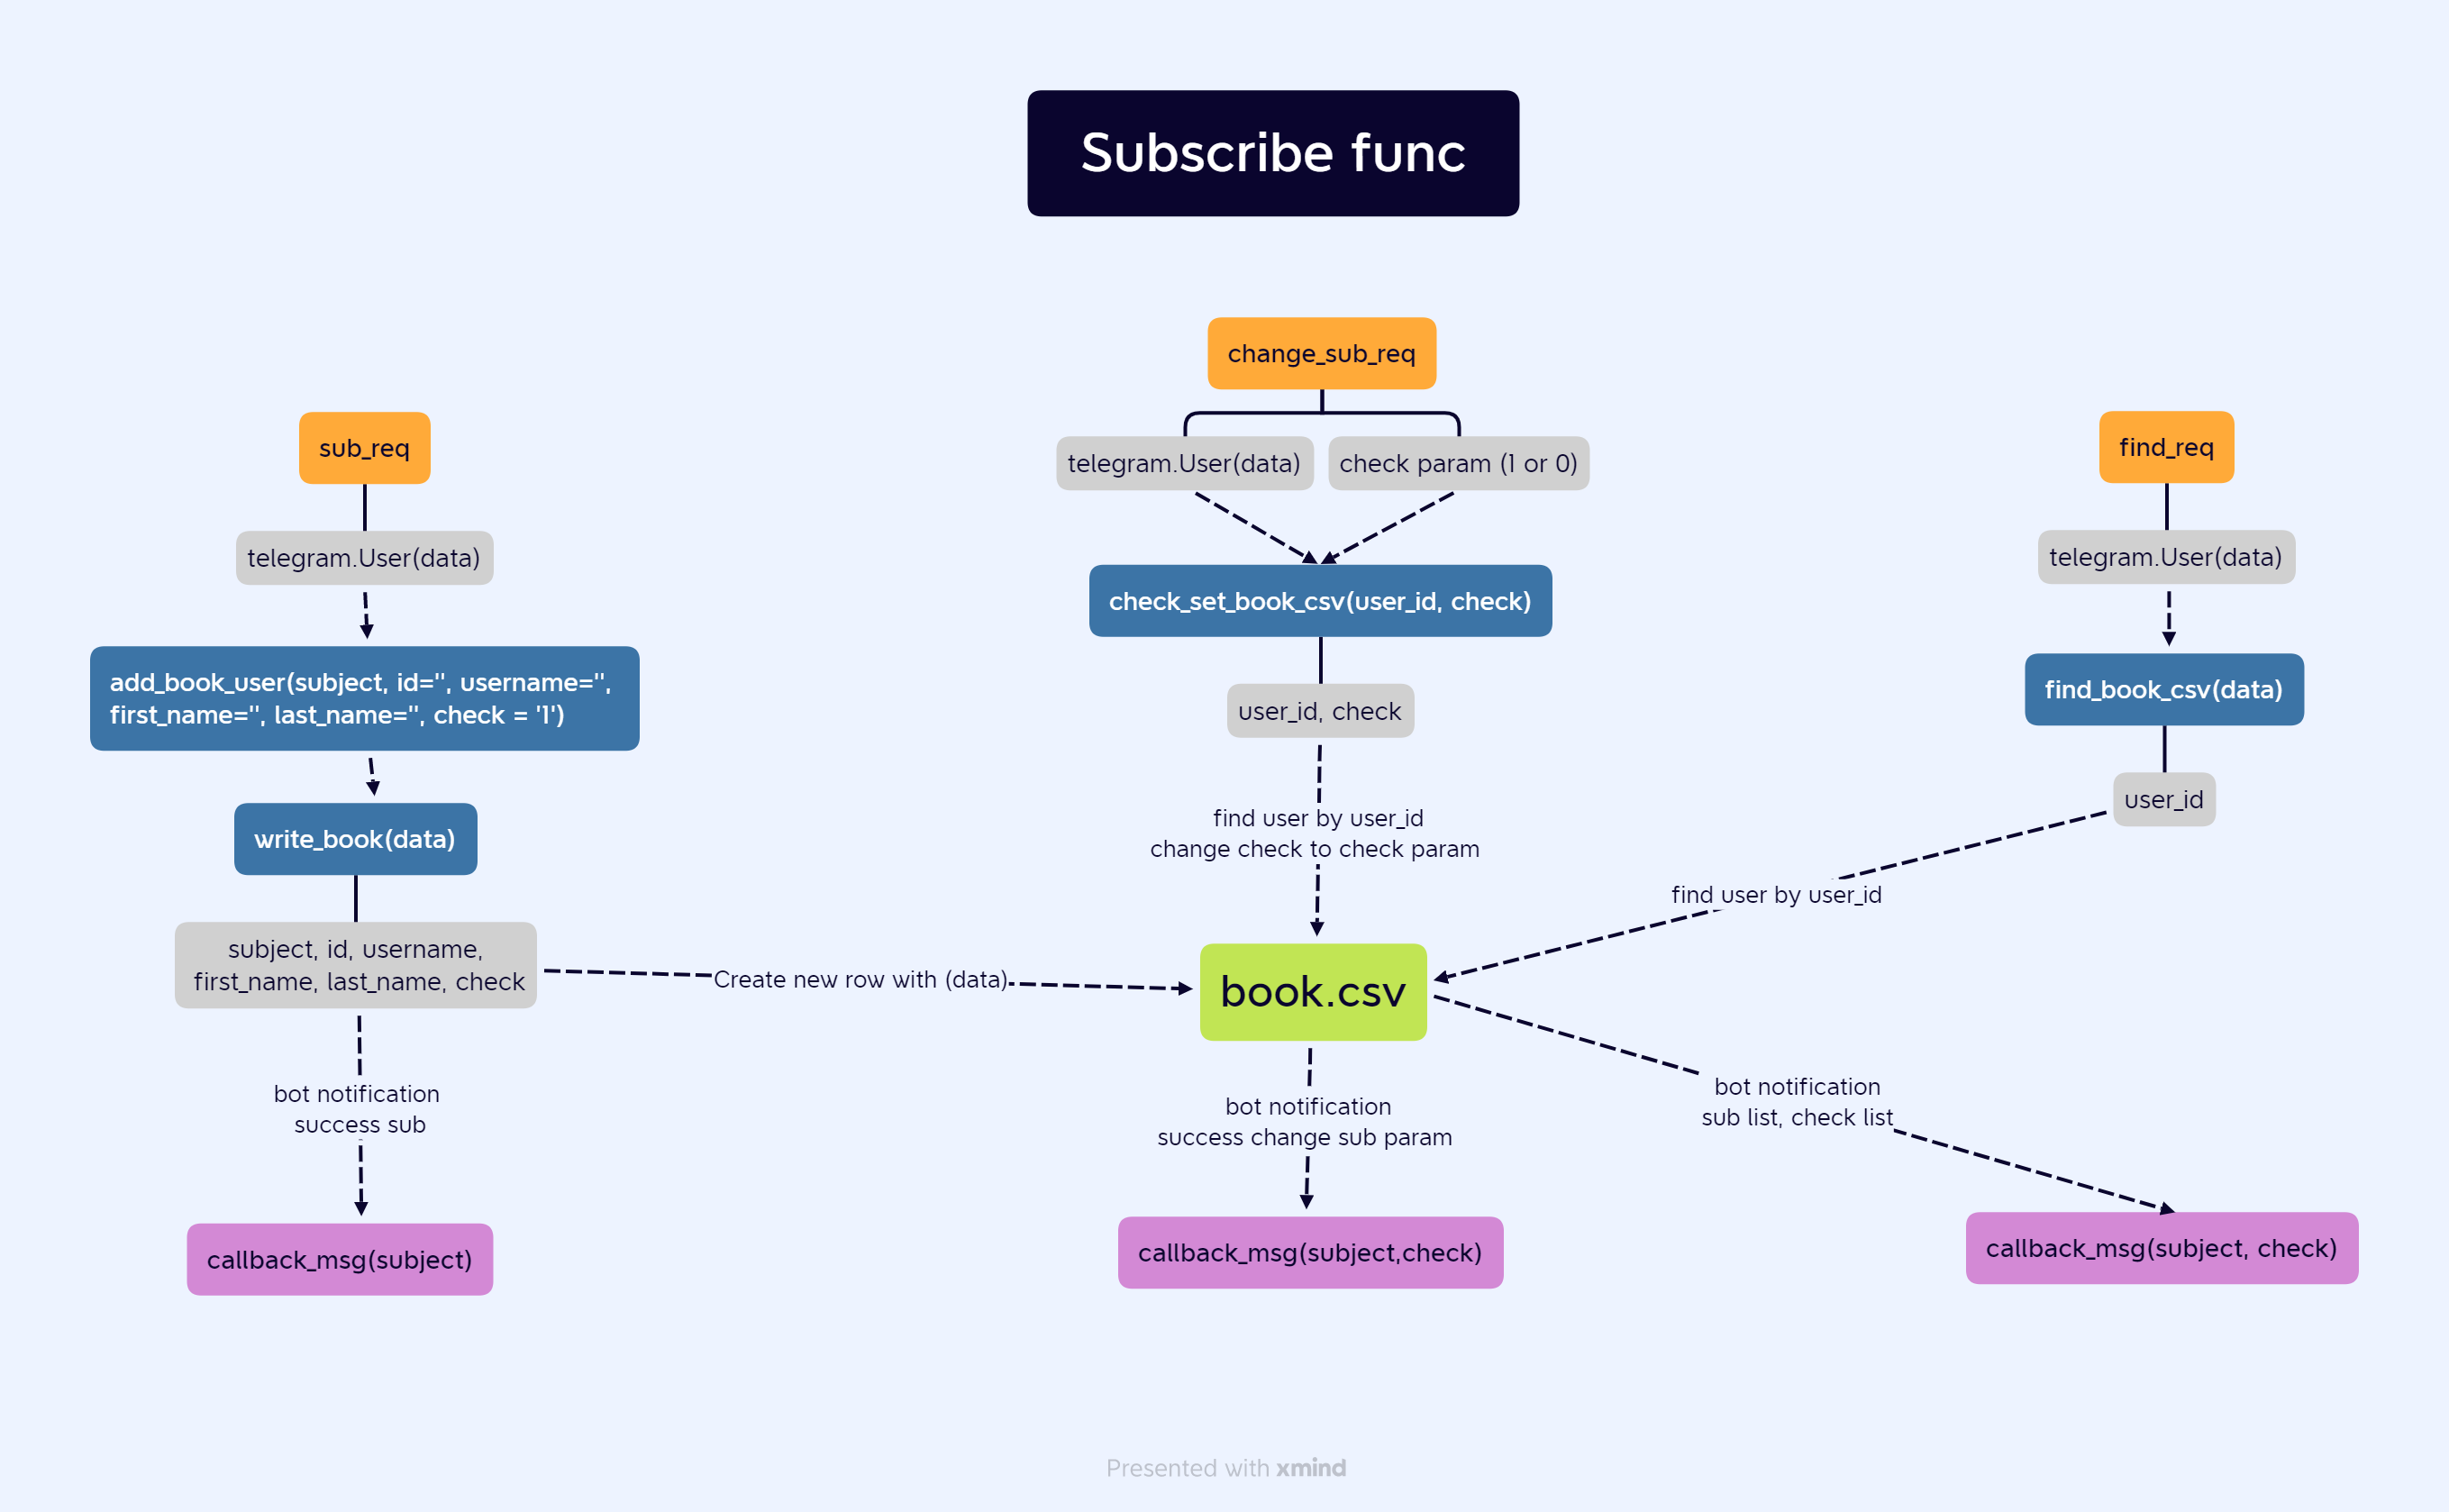 Subscribe func
sub_req
telegram.User(data)
add_book_user(subject, id='', username='',
first_name='', last_name='', check = '1')
write_book(data)
subject, id, username,
first_name, last_name, check
Create new row with (data)
bot notification
success sub
callback_msg(subject)
change_sub_req
telegram.User(data)
check param (1 or 0)
check_set_book_csv(user_id, check)
user_id, check
find user by user_id
change check to check param
book.csv
bot notification
success change sub param
callback_msg(subject,check)
find_req
telegram.User(data)
find_book_csv(data)
user_id
find user by user_id
bot notification
sub list, check list
callback_msg(subject, check)
Presented with xmind